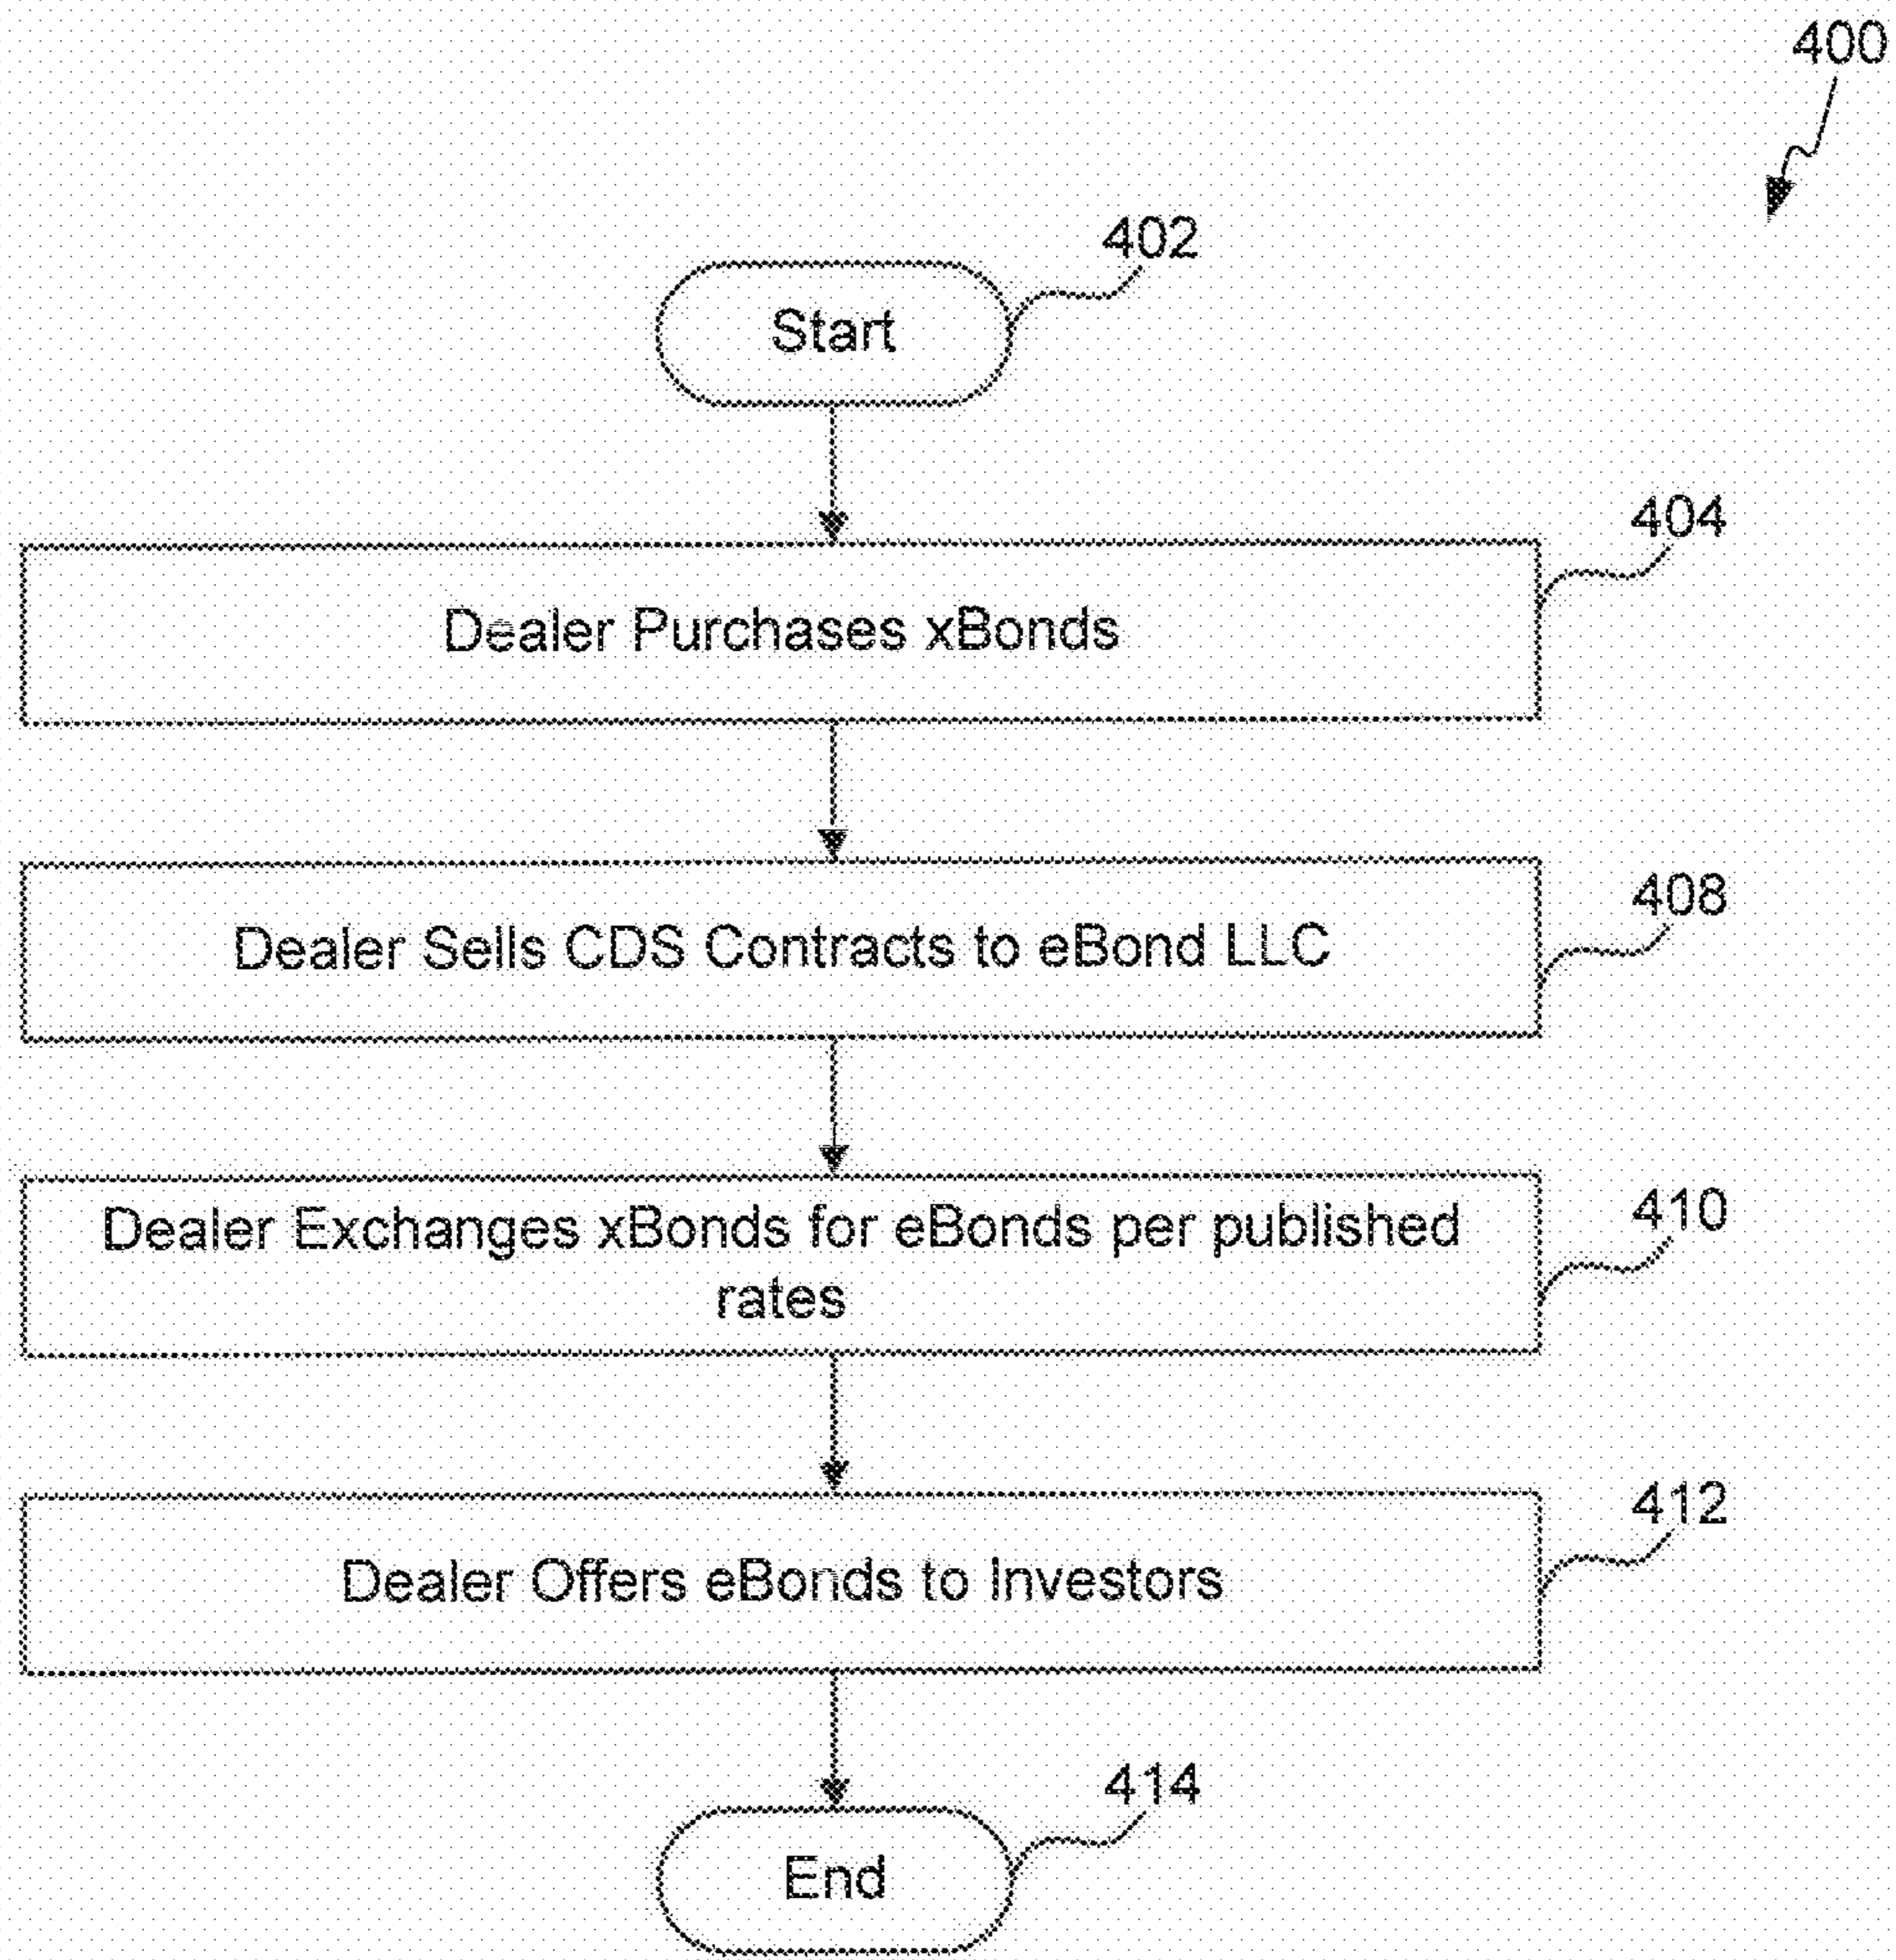 400
402
Start
404
Dealer Purchases xBonds
408
Dealer Sells CDS Contracts to eBond LLC
410
Dealer Exchanges xBonds for eBonds per published
rates
412
Dealer Offers eBonds to Investors
414
End